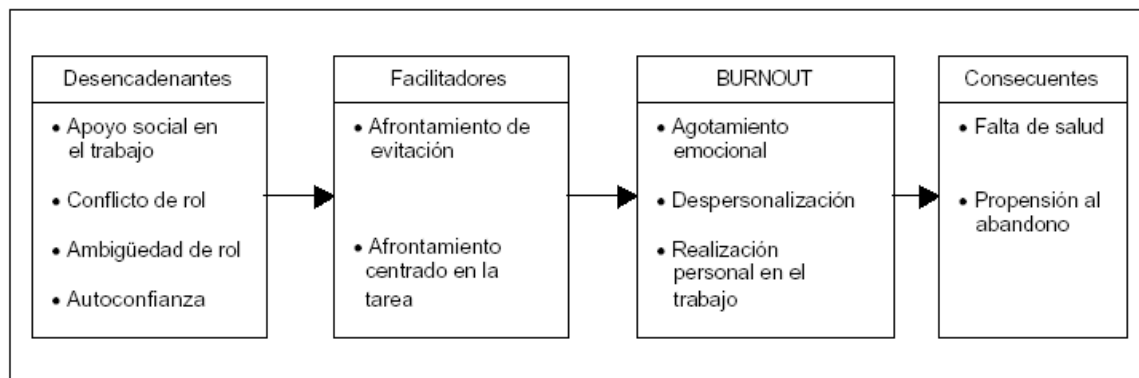 Desencadenantes
• Apoyo social en
el trabajo
• Conflicto de rol
• Ambigüedad de rol
• Autoconfianza
Facilitadores
• Afrontamiento de
evitación
• Afrontamiento
centrado en la
tarea
BURNOUT
• Agotamiento
emocional
• Despersonalización
• Realización
personal en el
trabajo
Consecuentes
• Falta de salud
• Propensión al
abandono